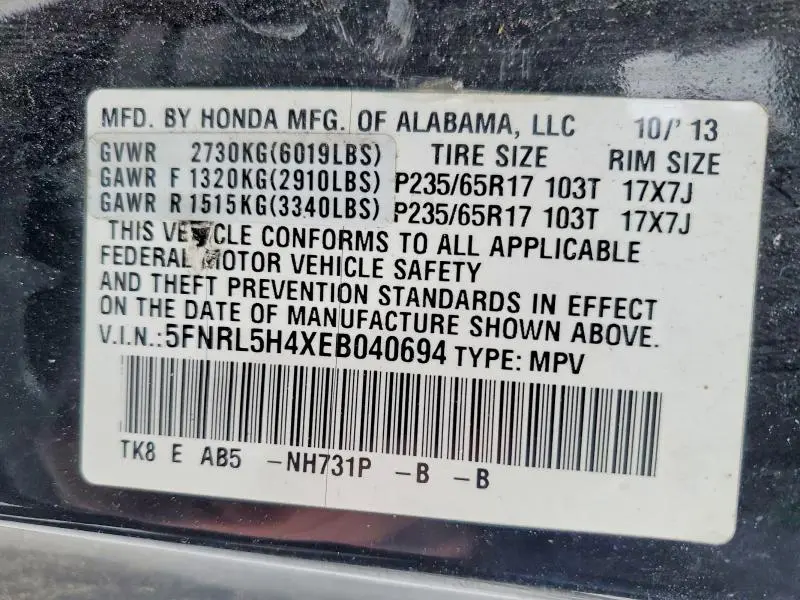 MFD. BY HONDA MFG. OF ALABAMA, LLC 10/' 13
GVWR 2730KG(6019LBS) TIRE SIZE RIM SIZE
GAWR F 1320KG(2910LBS) P235/65R17 103T 17X7J
GAWR R 1515KG(3340LBS) P235/65R17 103T 17X7J
THIS VEHICLE CONFORMS TO ALL APPLICABLE
FEDERAL MOTOR VEHICLE SAFETY
AND THEFT PREVENTION STANDARDS IN EFFECT
ON THE DATE OF MANUFACTURE SHOWN ABOVE.
V.I.N.:5FNRL5H4XEB040694 TYPE: MPV
TK8 E AB5 -NH731P -B -B